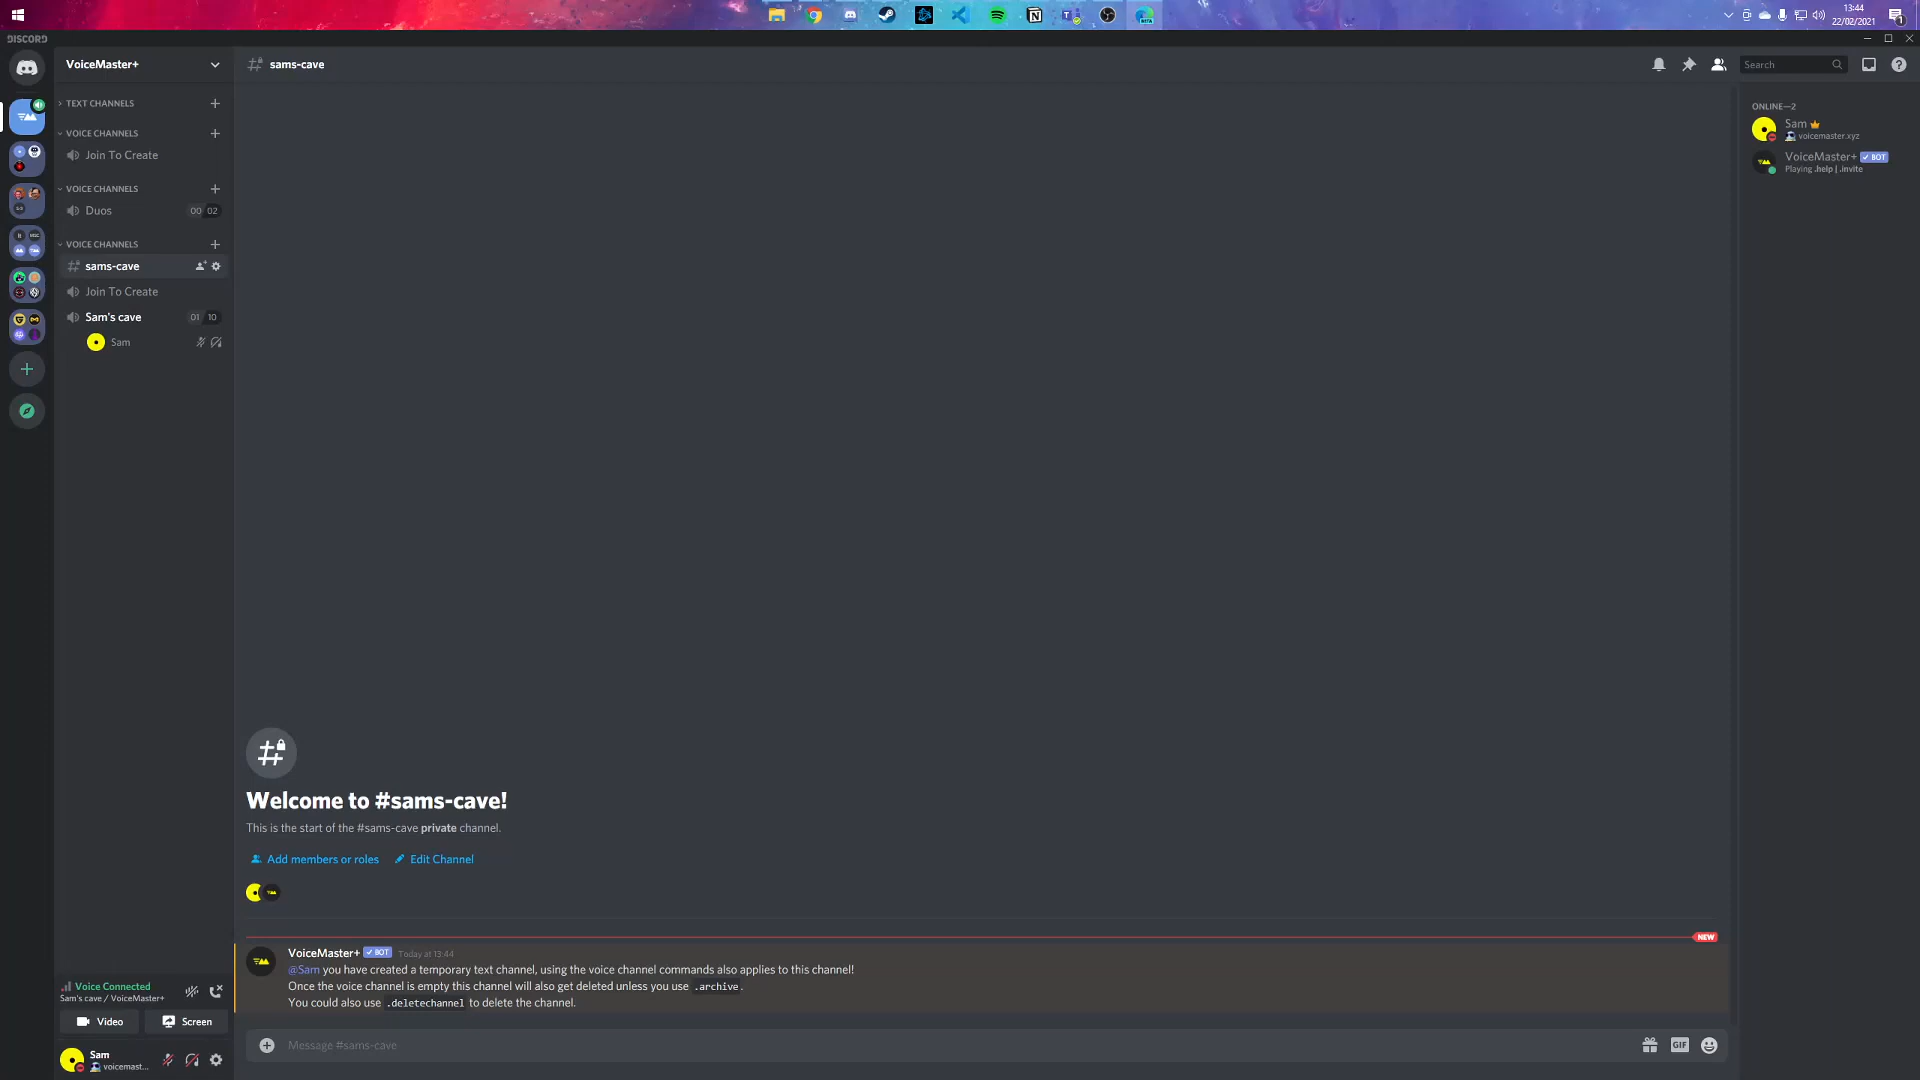 13:44
22/02/2021
DISCORD
VoiceMaster+
sams-cave
Search
TEXT CHANNELS
VOICE CHANNELS
Join To Create
VOICE CHANNELS
Duos
00 02
VOICE CHANNELS
sams-cave
Join To Create
Sam's cave
01 10
Sam
ONLINE—2
Sam
voicemaster.xyz
VoiceMaster+ BOT
Playing .help | .invite
Welcome to #sams-cave!
This is the start of the #sams-cave private channel.
Add members or roles
Edit Channel
NEW
VoiceMaster+ BOT Today at 13:44
@Sam you have created a temporary text channel, using the voice channel commands also applies to this channel!
Once the voice channel is empty this channel will also get deleted unless you use .archive.
You could also use .deletechannel to delete the channel.
Voice Connected
Sam's cave / VoiceMaster+
Video
Screen
Sam
voicemast...
Message #sams-cave
GIF